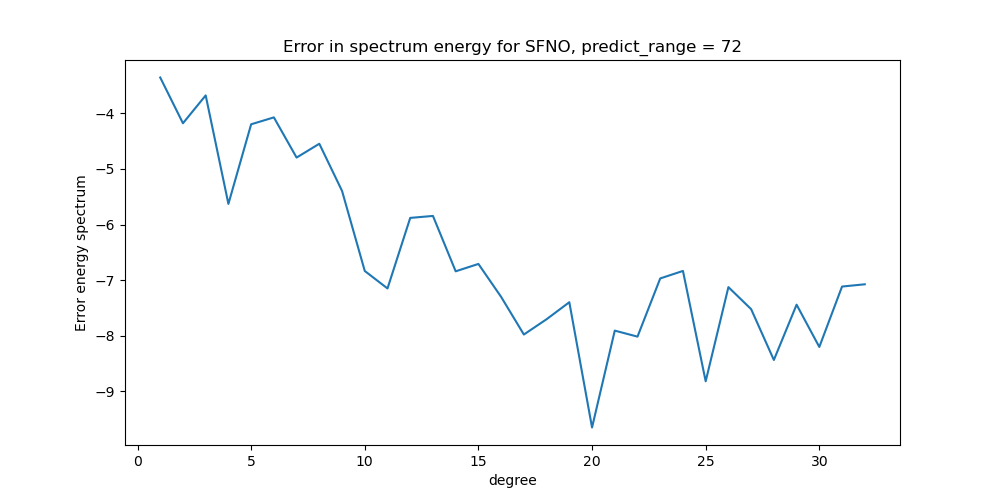 Error in spectrum energy for SFNO, predict_range = 72
Error energy spectrum
−4
−5
−6
−7
−8
−9
0 5 10 15 20 25 30
degree